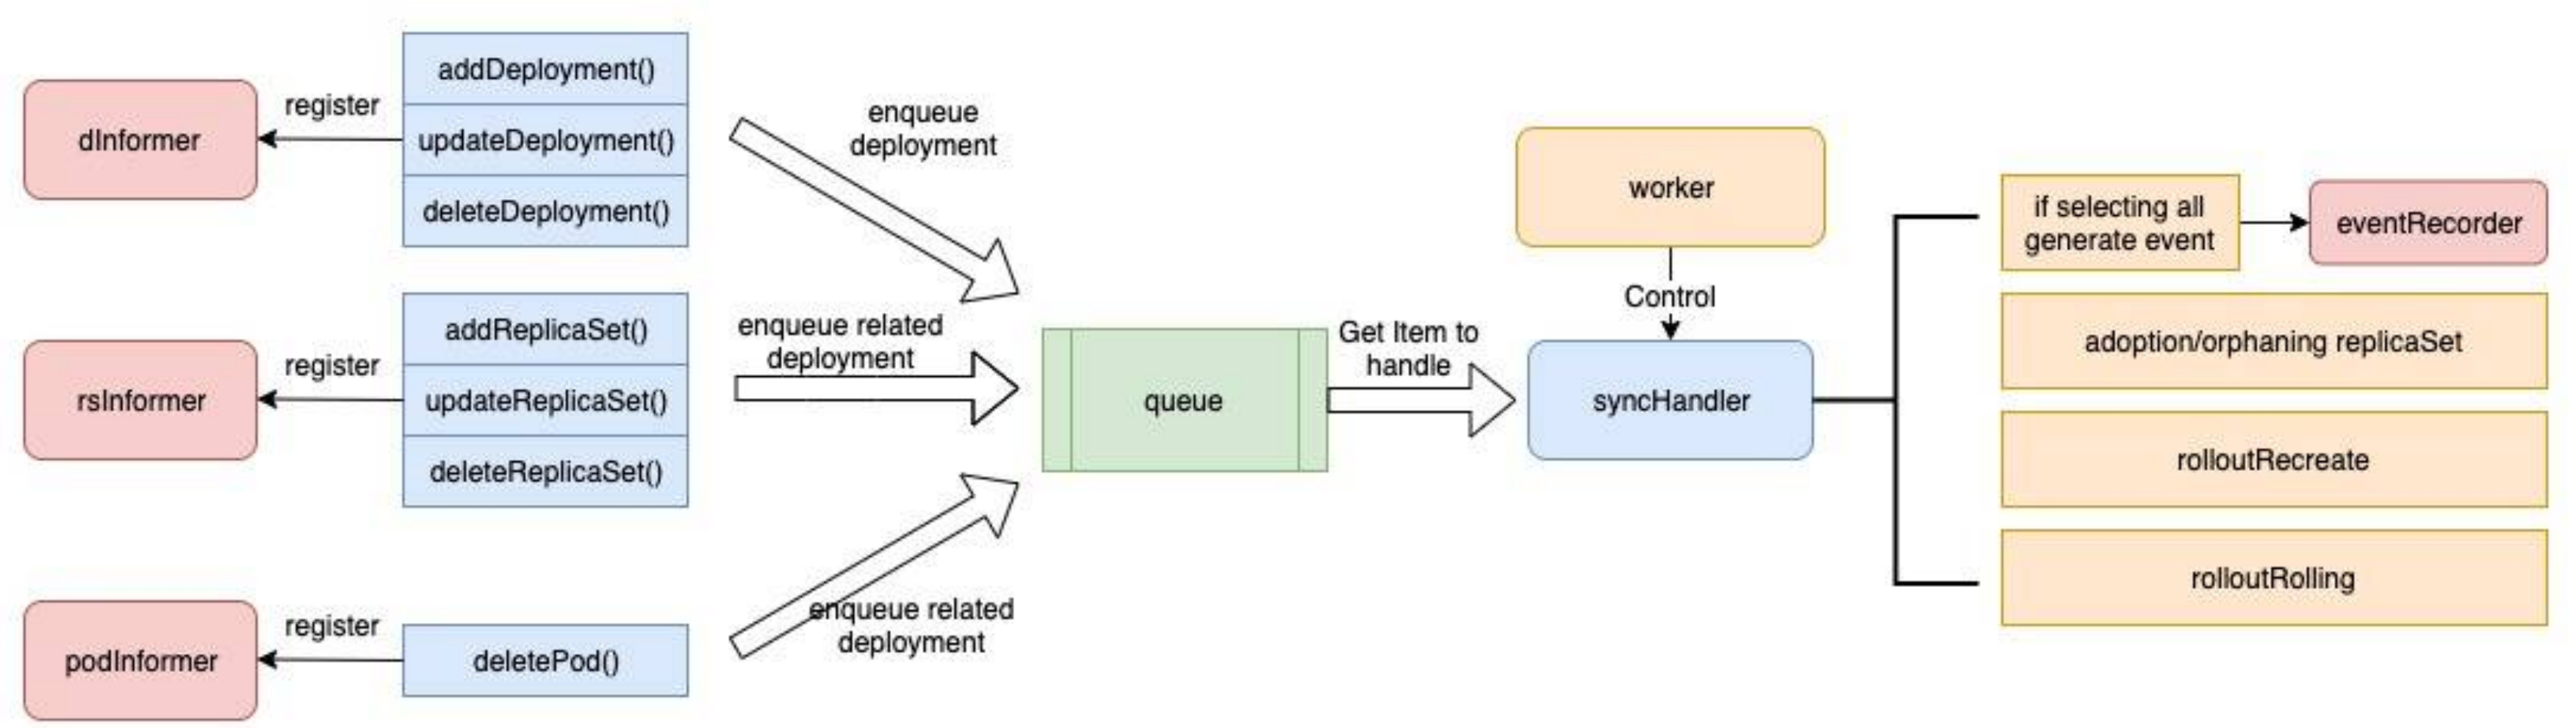 dInformer
register
addDeployment()
updateDeployment()
deleteDeployment()
enqueue
deployment
rsInformer
register
addReplicaSet()
updateReplicaSet()
deleteReplicaSet()
enqueue related
deployment
podInformer
register
deletePod()
enqueue related
deployment
queue
Get Item to
handle
worker
Control
syncHandler
if selecting all
generate event
eventRecorder
adoption/orphaning replicaSet
rolloutRecreate
rolloutRolling